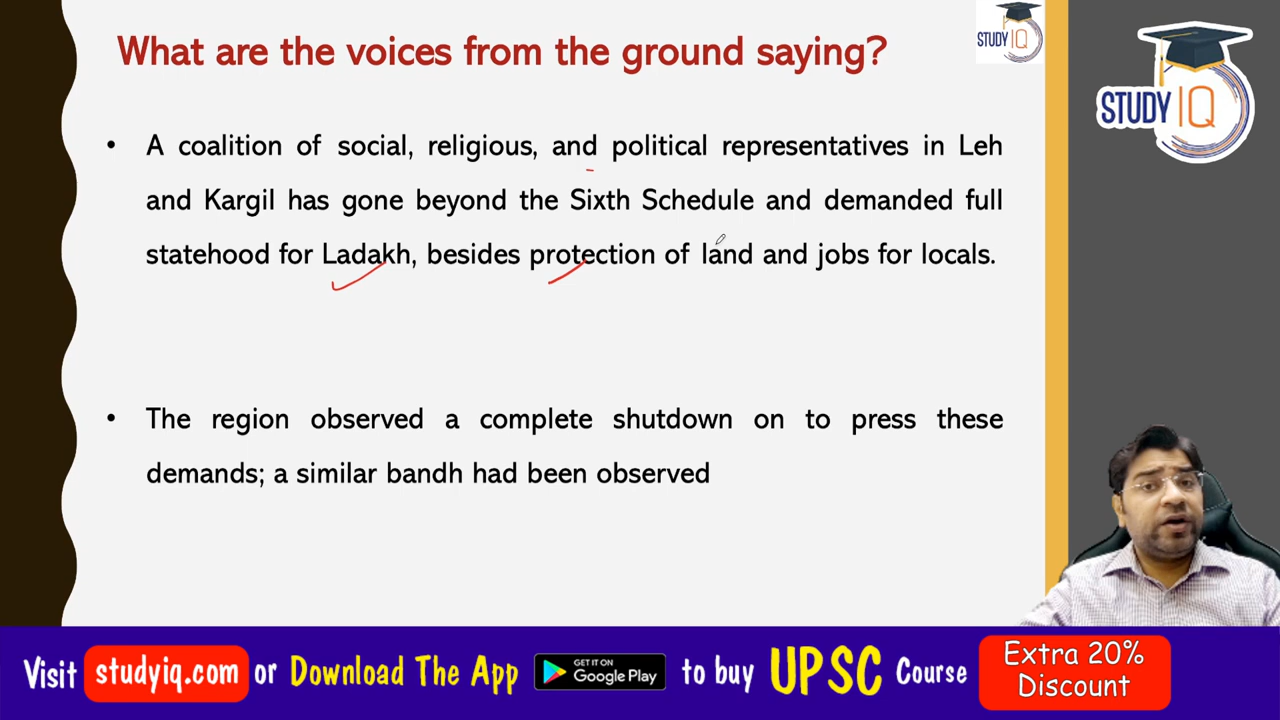 What are the voices from the ground saying?
STUDY IQ
STUDY IQ
• A coalition of social, religious, and political representatives in Leh
and Kargil has gone beyond the Sixth Schedule and demanded full
statehood for Ladakh, besides protection of land and jobs for locals.
• The region observed a complete shutdown on to press these
demands; a similar bandh had been observed
Visit studyiq.com or Download The App GET IT ON Google Play to buy UPSC Course Extra 20% Discount